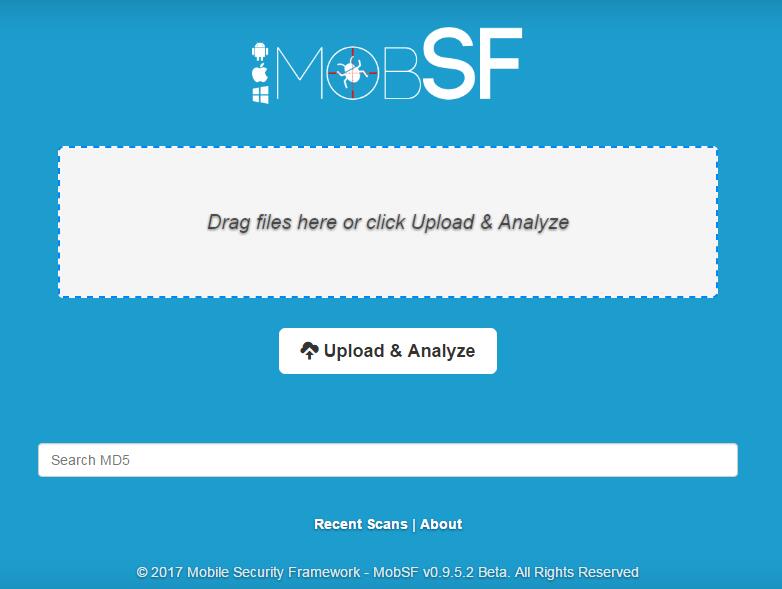 MOBSF
Drag files here or click Upload & Analyze
Upload & Analyze
Search MD5
Recent Scans | About
© 2017 Mobile Security Framework - MobSF v0.9.5.2 Beta. All Rights Reserved